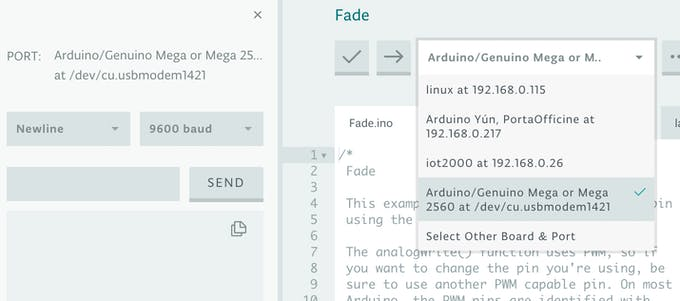 Fade
PORT: Arduino/Genuino Mega or Mega 25...
at /dev/cu.usbmodem1421
Newline
9600 baud
SEND
Arduino/Genuino Mega or M..
linux at 192.168.0.115
Arduino Yún, PortaOfficine at
192.168.0.217
iot2000 at 192.168.0.26
Arduino/Genuino Mega or Mega
2560 at /dev/cu.usbmodem1421
Select Other Board & Port
Fade.ino
1 /*
2 Fade
3
4 This exam pin
5 using the
6
7 The analogWrite() function uses PWM, so if
8 you want to change the pin you're using, be
9 sure to use another PWM capable pin. On most
10 Arduino, the PWM pins are identified with